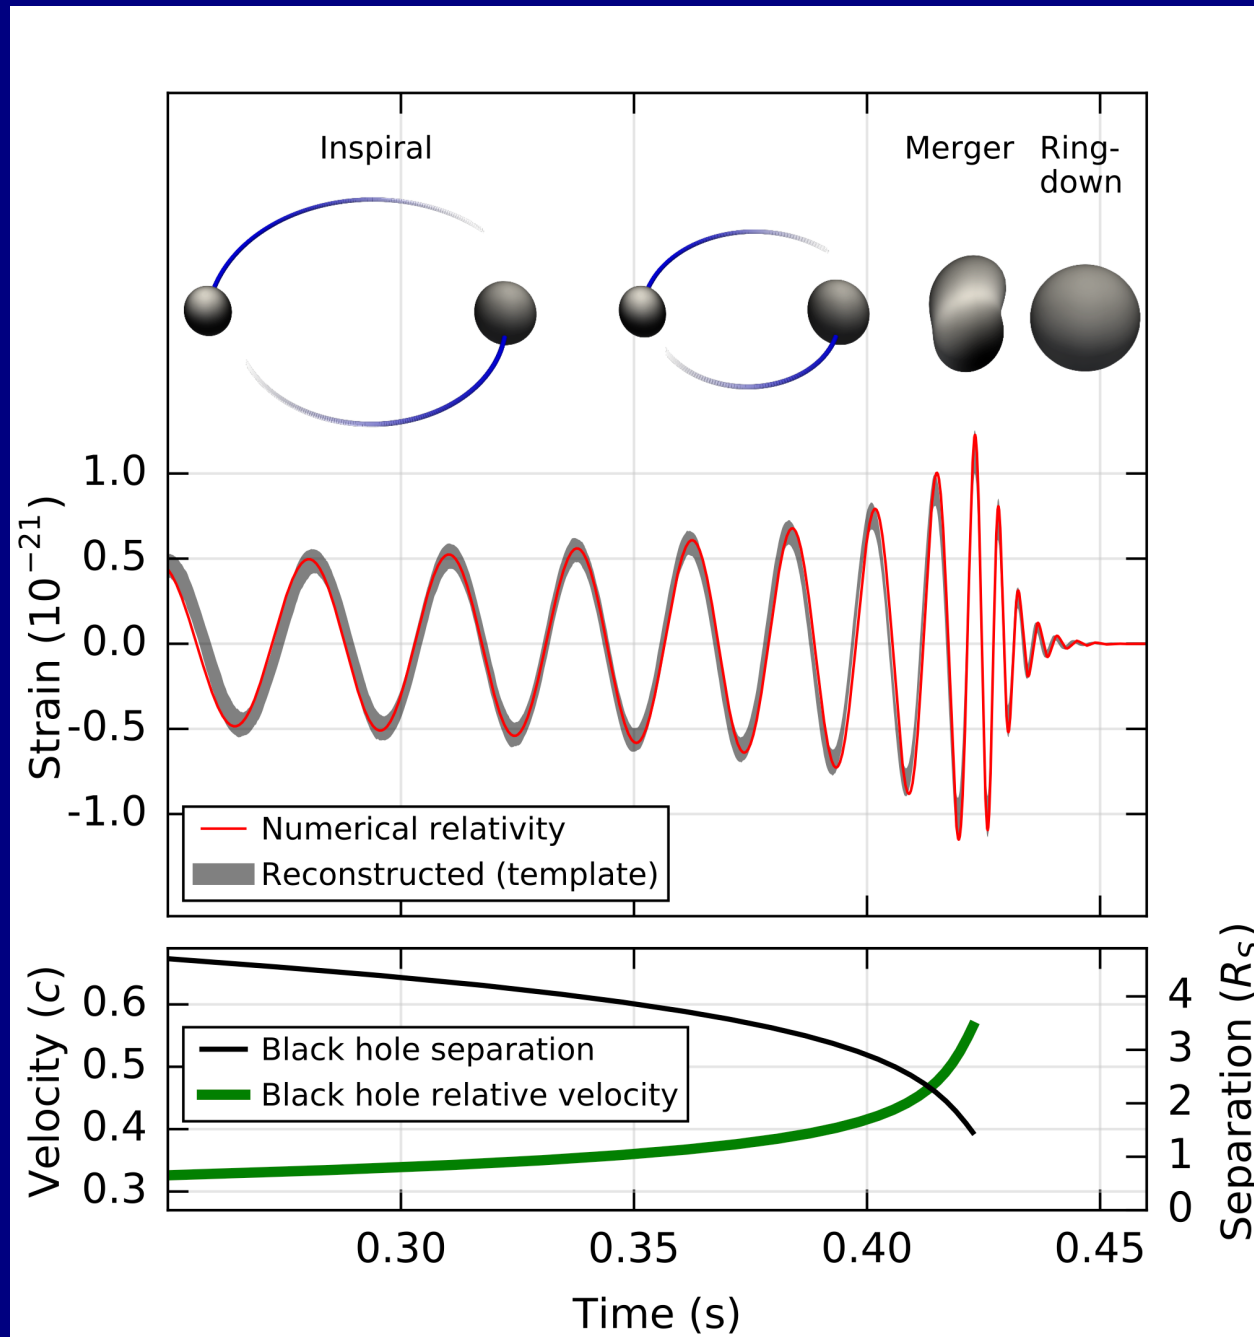 Inspiral
Merger
Ring-
down
1.0
0.5
0.0
-0.5
-1.0
Strain (10⁻²¹)
Numerical relativity
Reconstructed (template)
0.6
0.5
0.4
0.3
Velocity (c)
Black hole separation
Black hole relative velocity
4
3
2
1
0
Separation (R_S)
0.30 0.35 0.40 0.45
Time (s)